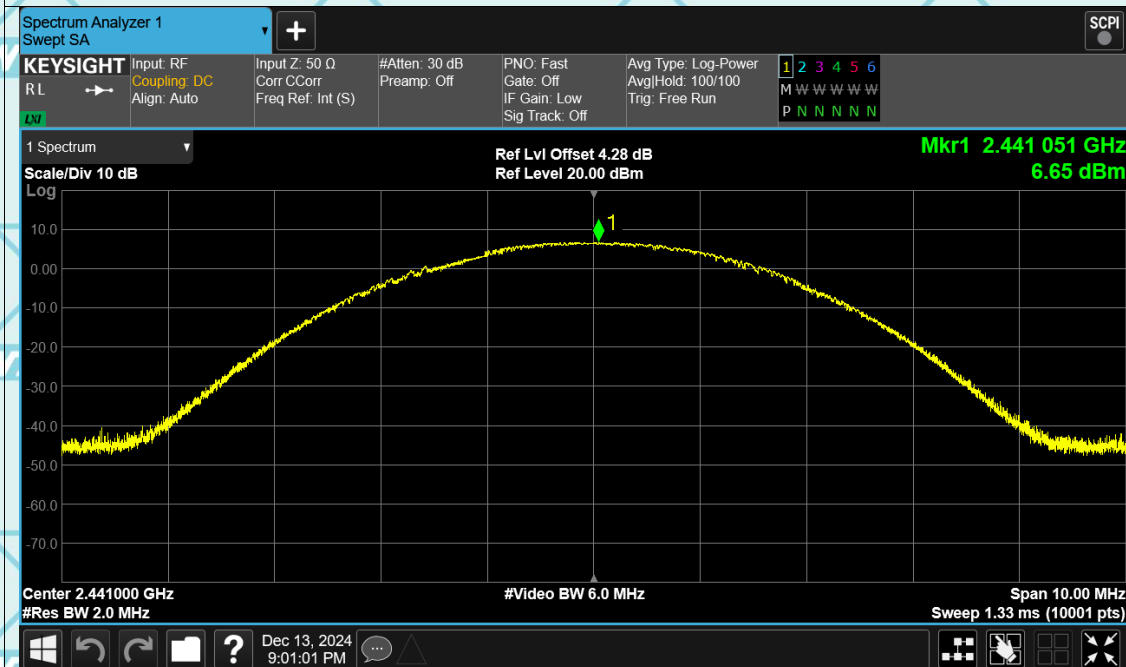 Spectrum Analyzer 1
Swept SA
+
SCPI
KEYSIGHT
RL
LXI
Input: RF
Coupling: DC
Align: Auto
Input Z: 50 Ω
Corr CCorr
Freq Ref: Int (S)
#Atten: 30 dB
Preamp: Off
PNO: Fast
Gate: Off
IF Gain: Low
Sig Track: Off
Avg Type: Log-Power
Avg|Hold: 100/100
Trig: Free Run
1 2 3 4 5 6
M W W W W W
P N N N N N
1 Spectrum
Scale/Div 10 dB
Log
Ref Lvl Offset 4.28 dB
Ref Level 20.00 dBm
Mkr1 2.441 051 GHz
6.65 dBm
1
10.0
0.00
-10.0
-20.0
-30.0
-40.0
-50.0
-60.0
-70.0
Center 2.441000 GHz
#Res BW 2.0 MHz
#Video BW 6.0 MHz
Span 10.00 MHz
Sweep 1.33 ms (10001 pts)
?
Dec 13, 2024
9:01:01 PM